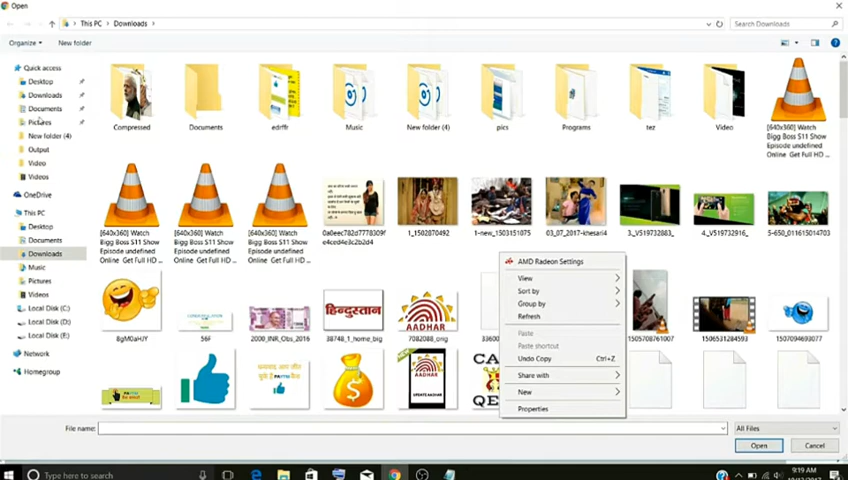 Open
This PC > Downloads >
Search Downloads
Organize
New folder
Quick access
Desktop
Downloads
Documents
Pictures
New folder (4)
Output
Video
Videos
OneDrive
This PC
Desktop
Documents
Downloads
Music
Pictures
Videos
Local Disk (C:)
Local Disk (D:)
Local Disk (E:)
Network
Homegroup
Compressed
Documents
edrffr
Music
New folder (4)
pics
Programs
tez
Video
[640x360] Watch
Bigg Boss S11 Show
Episode undefined
Online Get Full HD ...
[640x360] Watch
Bigg Boss S11 Show
Episode undefined
Online Get Full HD ...
[640x360] Watch
Bigg Boss S11 Show
Episode undefined
Online Get Full HD ...
[640x360] Watch
Bigg Boss S11 Show
Episode undefined
Online Get Full HD ...
0a0eec782d7778309f
e4ced4e3c2b2d4
1_1502870492
1-new_1503151075
03_07_2017-khesari4
3_V519732883_
4_V519732916_
5-650_011615014703
8gM0aHJY
56F
2000_INR_Obs_2016
हिन्दुस्तान
38748_1_home_big
AADHAR
7082088_orig
1505708761007
1506531284593
1507094693077
AADHAR
UPDATE AADHAR
AMD Radeon Settings
View
Sort by
Group by
Refresh
Paste
Paste shortcut
Undo Copy Ctrl+Z
Share with
New
Properties
File name:
All Files
Open
Cancel
Type here to search
9:19 AM